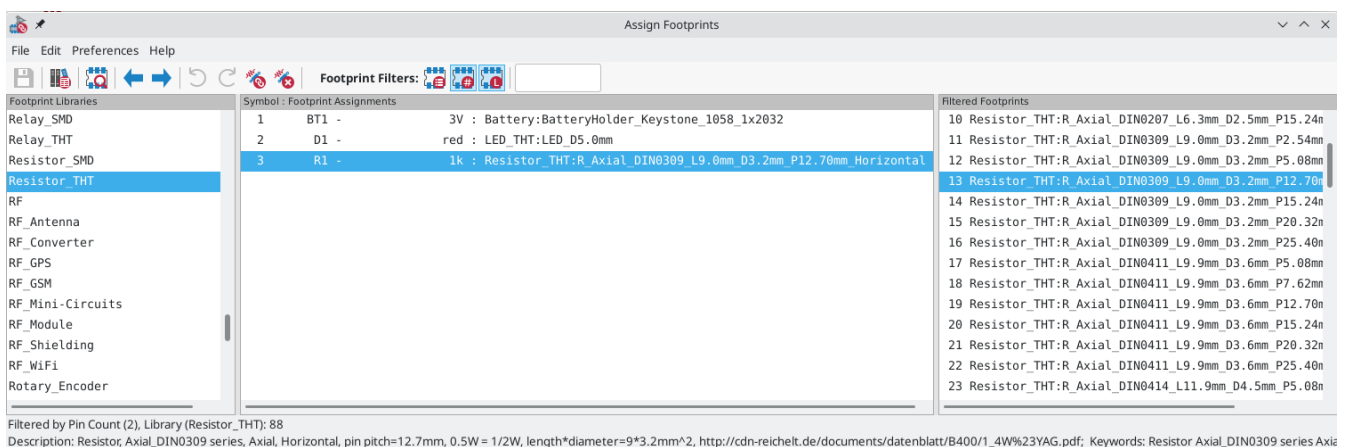 Assign Footprints
File Edit Preferences Help
Footprint Filters:
Footprint Libraries
Relay_SMD
Relay_THT
Resistor_SMD
Resistor_THT
RF
RF_Antenna
RF_Converter
RF_GPS
RF_GSM
RF_Mini-Circuits
RF_Module
RF_Shielding
RF_WiFi
Rotary_Encoder
Symbol : Footprint Assignments
1 BT1 - 3V : Battery:BatteryHolder_Keystone_1058_1x2032
2 D1 - red : LED_THT:LED_D5.0mm
3 R1 - 1k : Resistor_THT:R_Axial_DIN0309_L9.0mm_D3.2mm_P12.70mm_Horizontal
Filtered Footprints
10 Resistor_THT:R_Axial_DIN0207_L6.3mm_D2.5mm_P15.24m
11 Resistor_THT:R_Axial_DIN0309_L9.0mm_D3.2mm_P2.54mm
12 Resistor_THT:R_Axial_DIN0309_L9.0mm_D3.2mm_P5.08mm
13 Resistor_THT:R_Axial_DIN0309_L9.0mm_D3.2mm_P12.70m
14 Resistor_THT:R_Axial_DIN0309_L9.0mm_D3.2mm_P15.24m
15 Resistor_THT:R_Axial_DIN0309_L9.0mm_D3.2mm_P20.32m
16 Resistor_THT:R_Axial_DIN0309_L9.0mm_D3.2mm_P25.40m
17 Resistor_THT:R_Axial_DIN0411_L9.9mm_D3.6mm_P5.08mm
18 Resistor_THT:R_Axial_DIN0411_L9.9mm_D3.6mm_P7.62mm
19 Resistor_THT:R_Axial_DIN0411_L9.9mm_D3.6mm_P12.70m
20 Resistor_THT:R_Axial_DIN0411_L9.9mm_D3.6mm_P15.24m
21 Resistor_THT:R_Axial_DIN0411_L9.9mm_D3.6mm_P20.32m
22 Resistor_THT:R_Axial_DIN0411_L9.9mm_D3.6mm_P25.40m
23 Resistor_THT:R_Axial_DIN0414_L11.9mm_D4.5mm_P5.08m
Filtered by Pin Count (2), Library (Resistor_THT): 88
Description: Resistor, Axial_DIN0309 series, Axial, Horizontal, pin pitch=12.7mm, 0.5W = 1/2W, length*diameter=9*3.2mm^2, http://cdn-reichelt.de/documents/datenblatt/B400/1_4W%23YAG.pdf; Keywords: Resistor Axial_DIN0309 series Axia